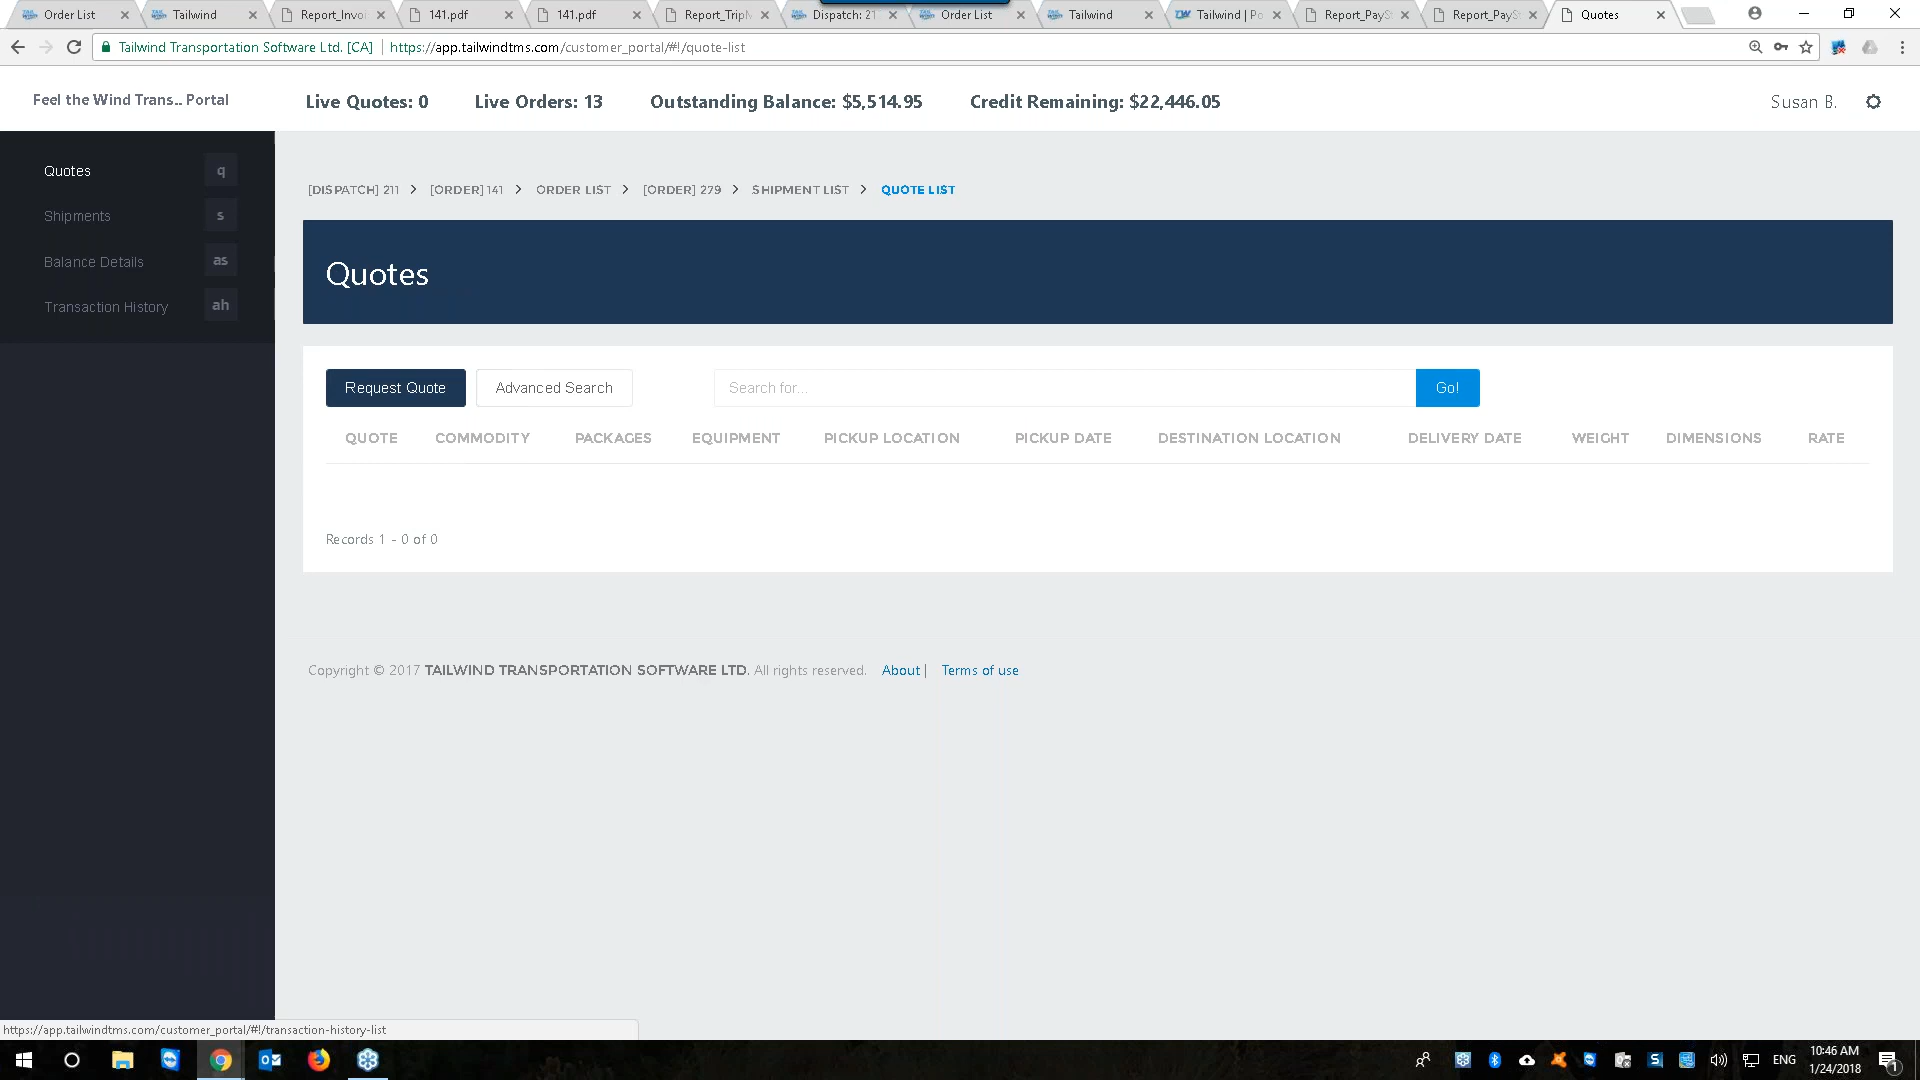 Order List
Tailwind
Report_Invoi
141.pdf
141.pdf
Report_TripM
Dispatch: 21
Order List
Tailwind
Tailwind | Po
Report_PaySt
Report_PaySt
Quotes
Tailwind Transportation Software Ltd. [CA] https://app.tailwindtms.com/customer_portal/#!/quote-list
Feel the Wind Trans... Portal
Live Quotes: 0 Live Orders: 13 Outstanding Balance: $5,514.95 Credit Remaining: $22,446.05
Susan B.
Quotes q
Shipments s
Balance Details as
Transaction History ah
[DISPATCH] 211 > [ORDER] 141 > ORDER LIST > [ORDER] 279 > SHIPMENT LIST > QUOTE LIST
Quotes
Request Quote Advanced Search Search for... Go!
QUOTE COMMODITY PACKAGES EQUIPMENT PICKUP LOCATION PICKUP DATE DESTINATION LOCATION DELIVERY DATE WEIGHT DIMENSIONS RATE
Records 1 - 0 of 0
Copyright © 2017 TAILWIND TRANSPORTATION SOFTWARE LTD. All rights reserved. About | Terms of use
https://app.tailwindtms.com/customer_portal/#!/transaction-history-list
ENG
10:46 AM
1/24/2018
1